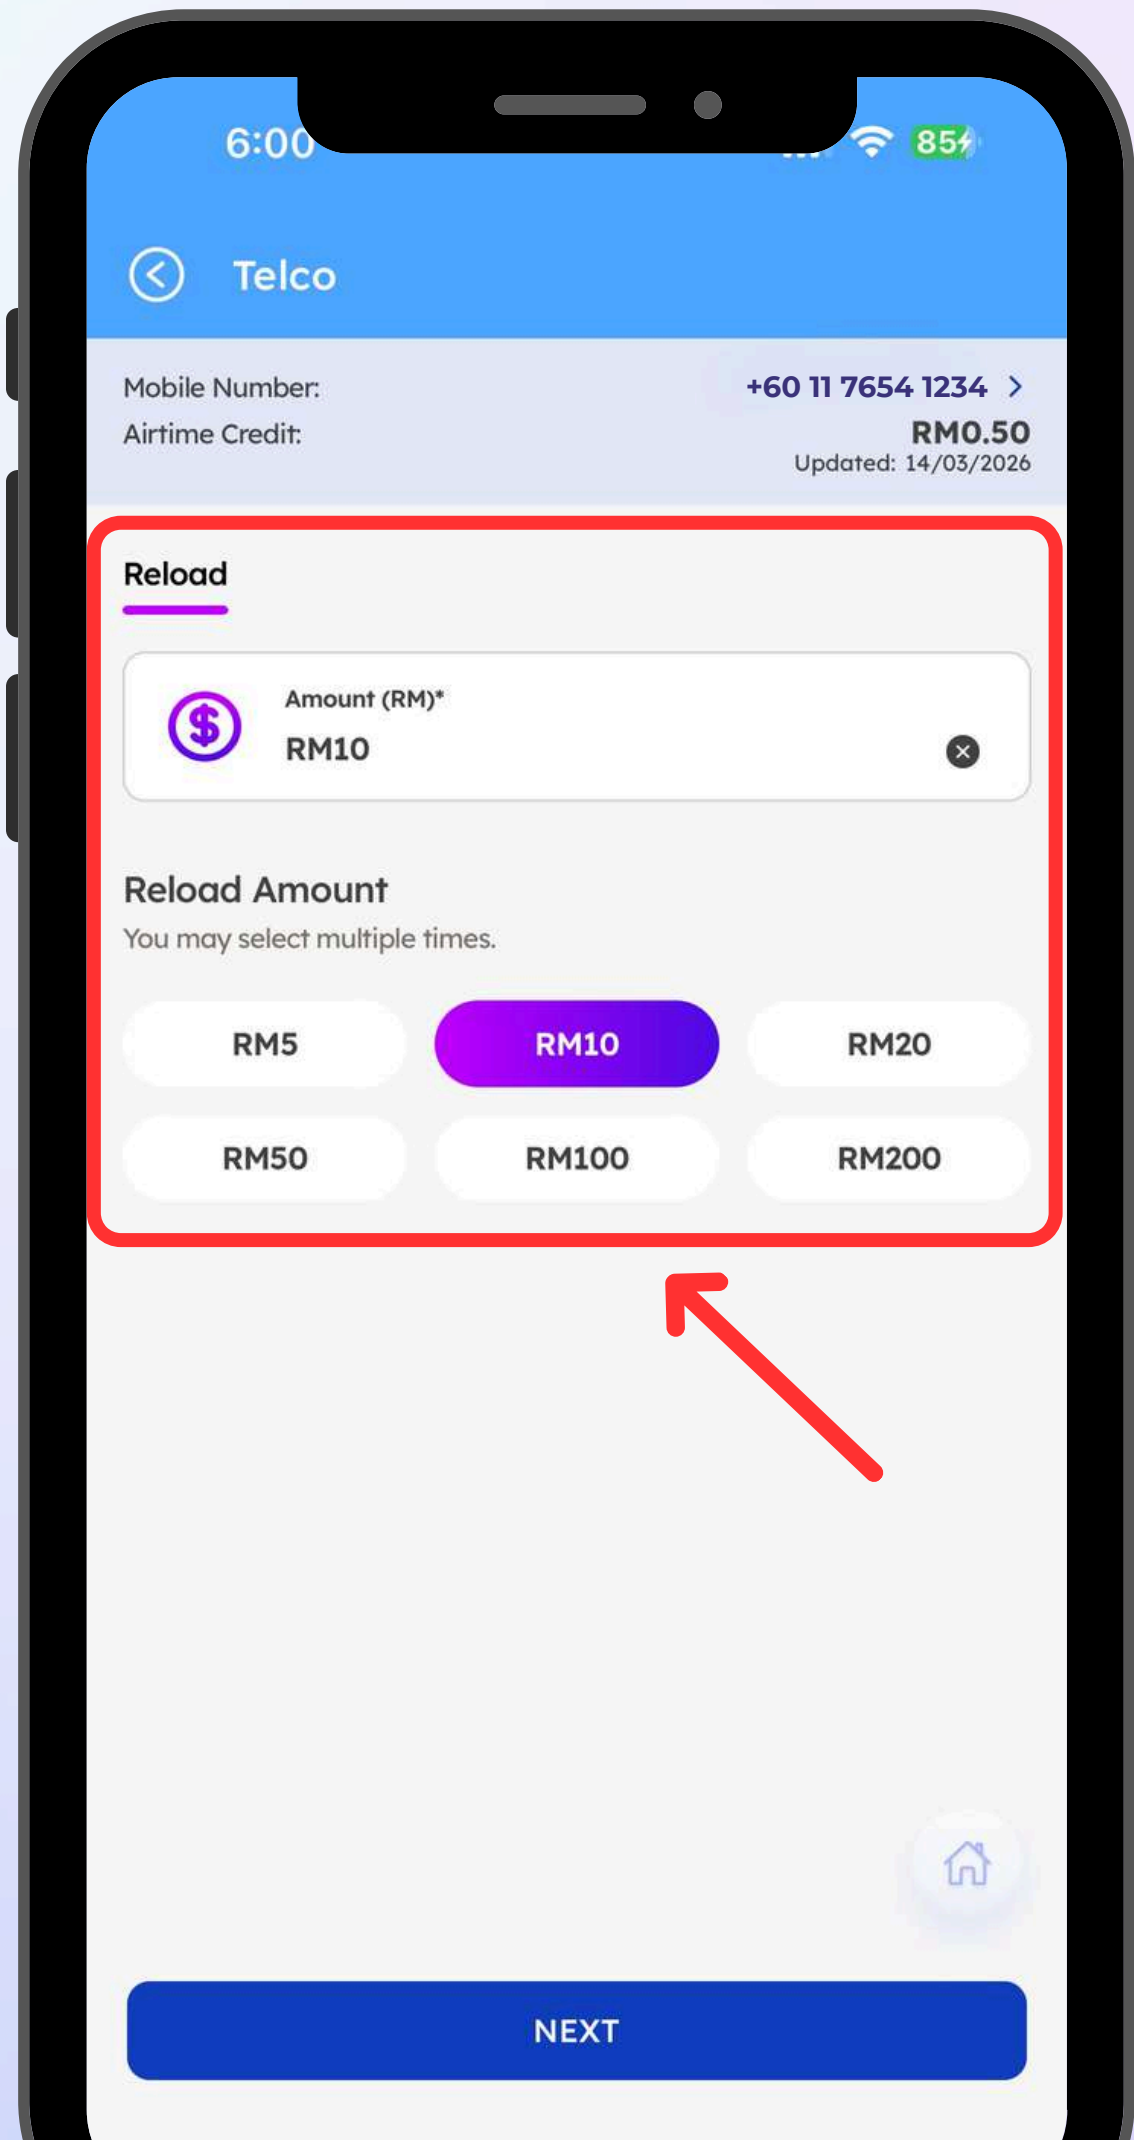 6:00
85
Telco
Mobile Number:
+60 11 7654 1234
Airtime Credit:
RM0.50
Updated: 14/03/2026
Reload
Amount (RM)*
RM10
Reload Amount
You may select multiple times.
RM5
RM10
RM20
RM50
RM100
RM200
NEXT